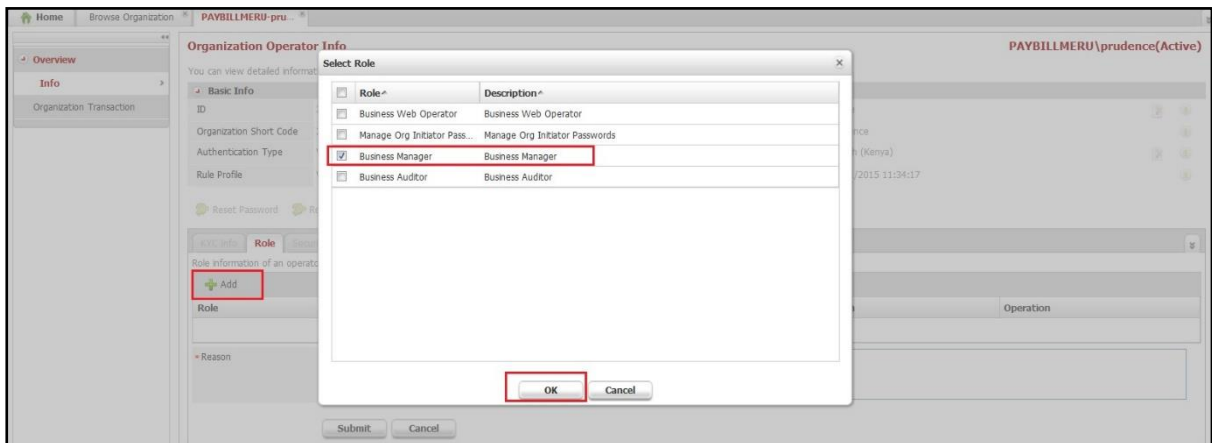 Home Browse Organization PAYBILLMERU-pru...
Organization Operator Info PAYBILLMERU\prudence(Active)
Overview
Info
Organization Transaction
You can view detailed informat
Basic Info
ID
Organization Short Code
Authentication Type (Kenya)
Rule Profile /2015 11:34:17
Reset Password
Select Role
Role Description
Business Web Operator Business Web Operator
Manage Org Initiator Pass... Manage Org Initiator Passwords
Business Manager Business Manager
Business Auditor Business Auditor
OK Cancel
KYC Info Role
Role information of an operato
Add
Role Operation
*Reason
Submit Cancel